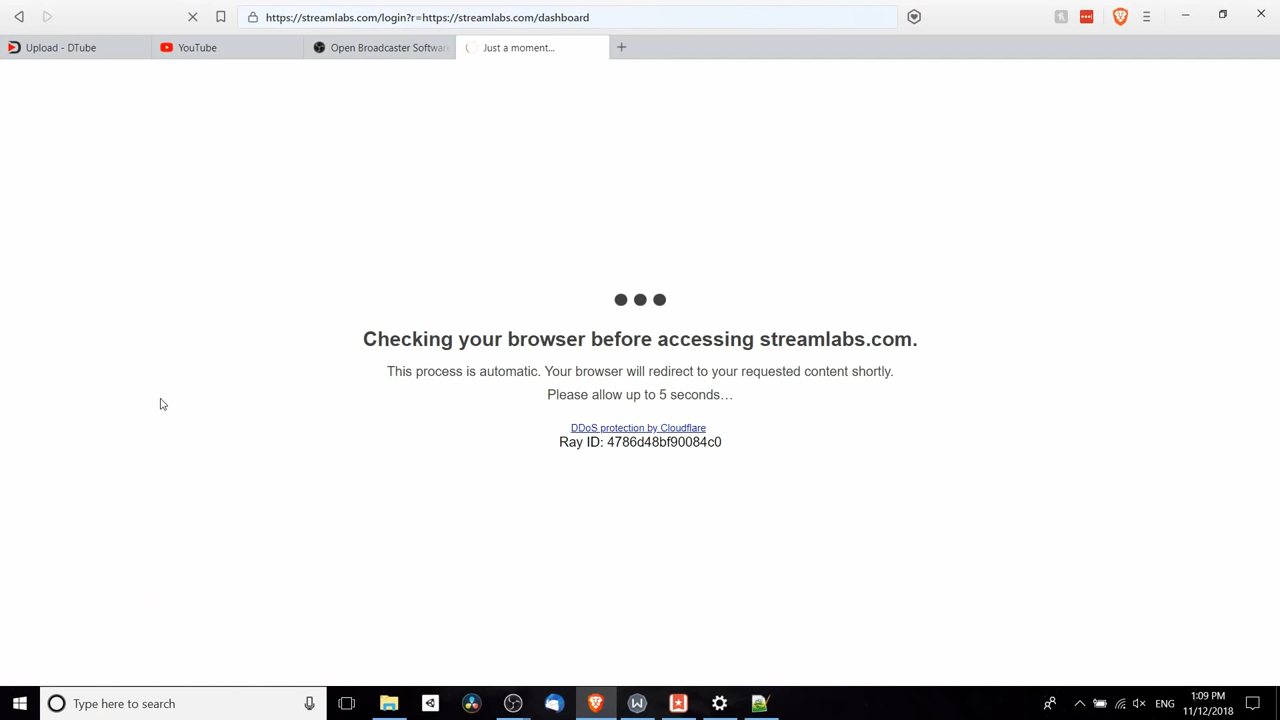 https://streamlabs.com/login?r=https://streamlabs.com/dashboard
Upload - DTube
YouTube
Open Broadcaster Softwar
Just a moment...
Checking your browser before accessing streamlabs.com.
This process is automatic. Your browser will redirect to your requested content shortly.
Please allow up to 5 seconds…
DDoS protection by Cloudflare
Ray ID: 4786d48bf90084c0
Type here to search
ENG
1:09 PM
11/12/2018